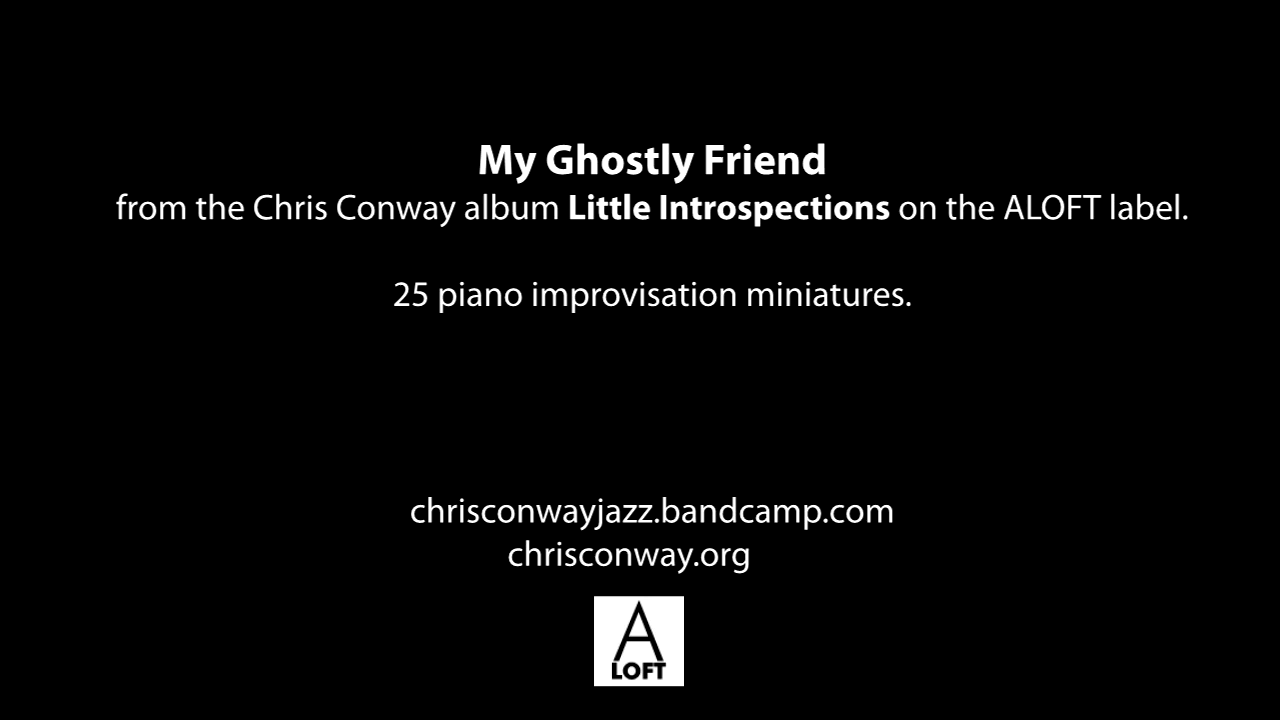 My Ghostly Friend
from the Chris Conway album Little Introspections on the ALOFT label.
25 piano improvisation miniatures.
chrisconwayjazz.bandcamp.com
chrisconway.org
A
LOFT